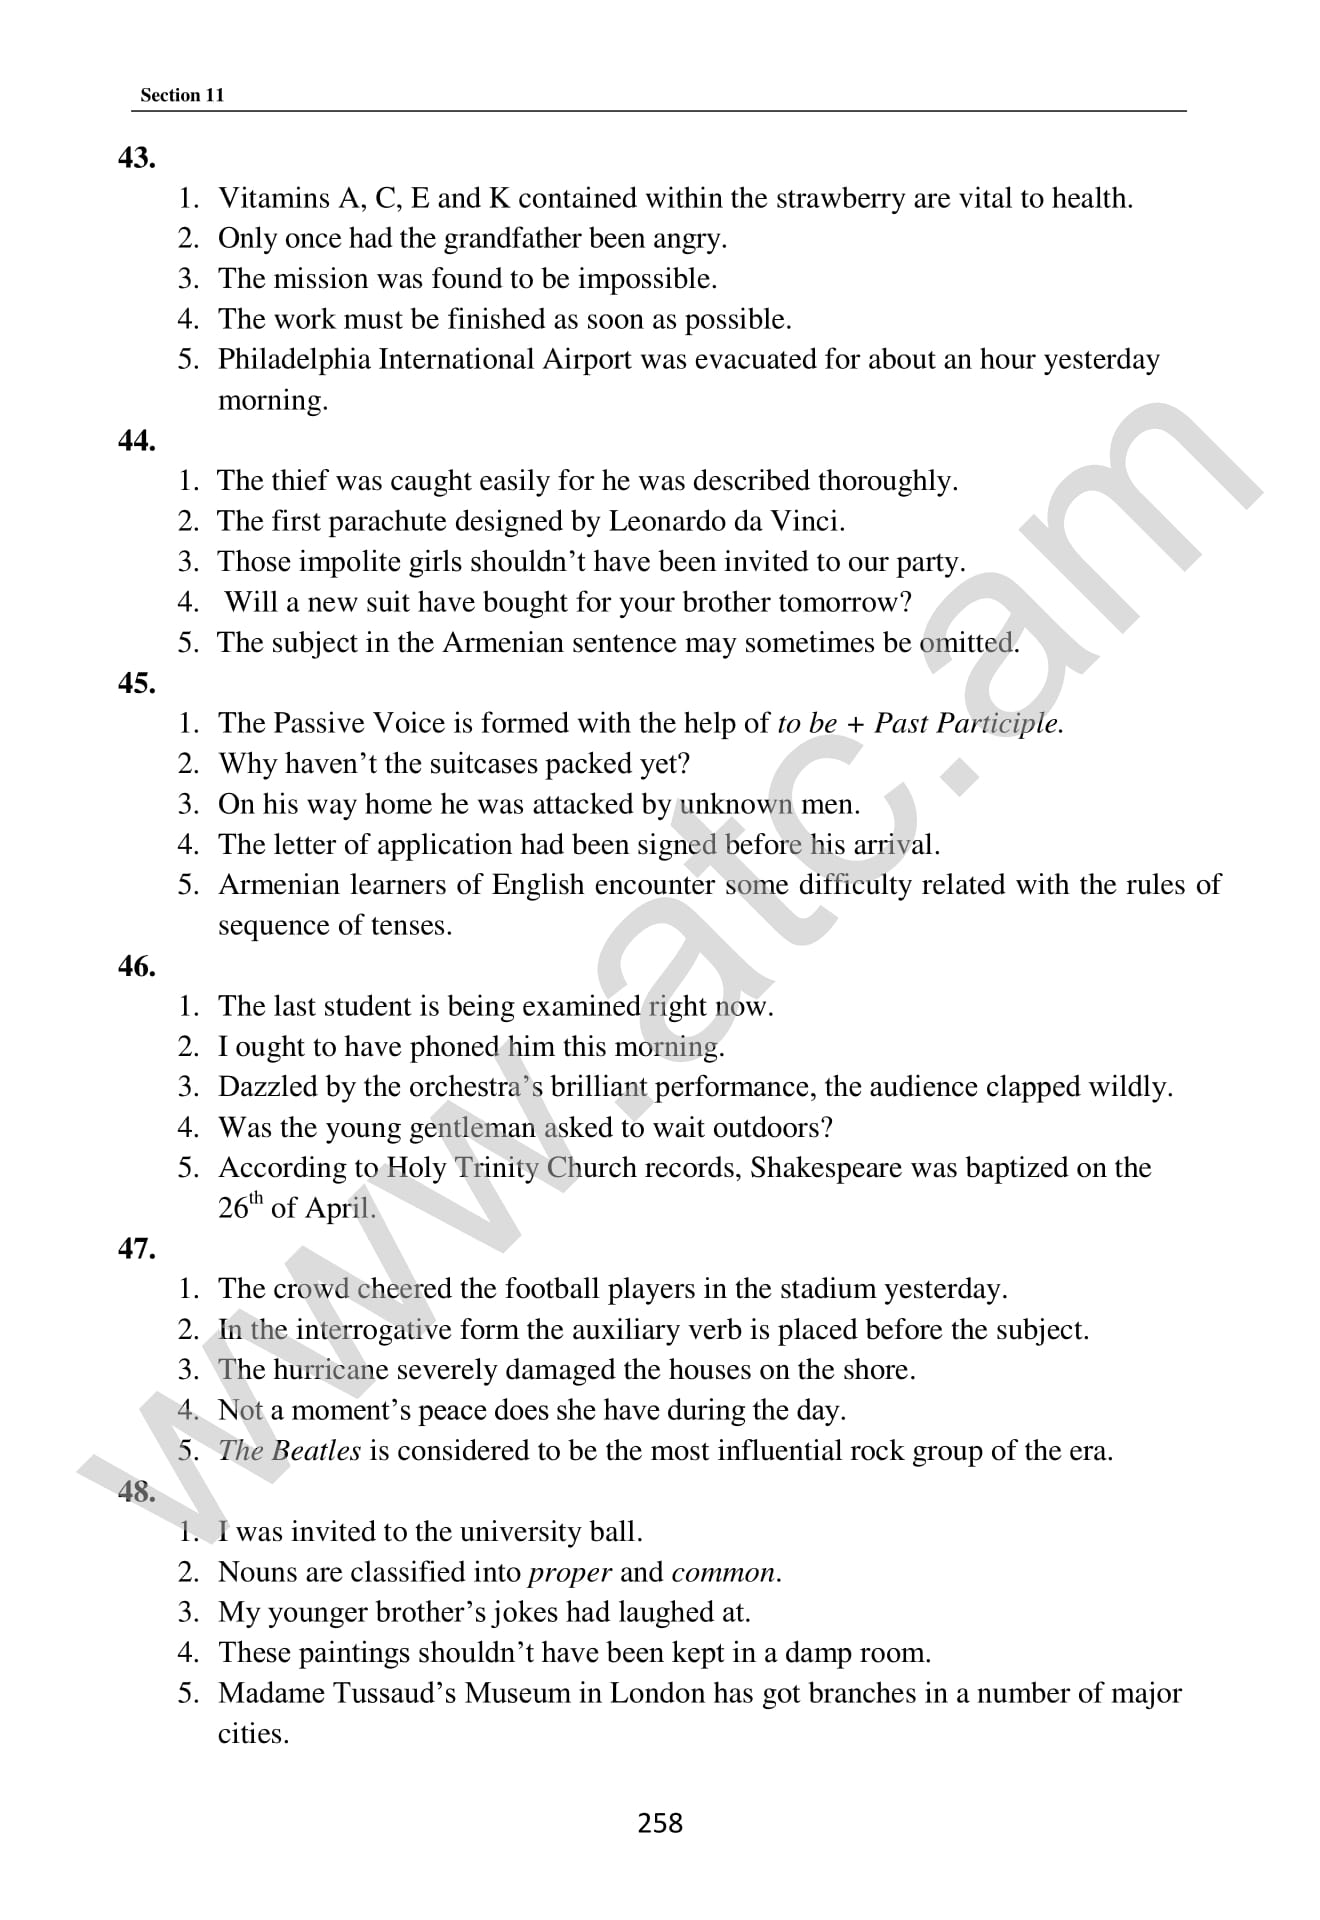 Section 11
43.
1. Vitamins A, C, E and K contained within the strawberry are vital to health.
2. Only once had the grandfather been angry.
3. The mission was found to be impossible.
4. The work must be finished as soon as possible.
5. Philadelphia International Airport was evacuated for about an hour yesterday
morning.
44.
1. The thief was caught easily for he was described thoroughly.
2. The first parachute designed by Leonardo da Vinci.
3. Those impolite girls shouldn’t have been invited to our party.
4. Will a new suit have bought for your brother tomorrow?
5. The subject in the Armenian sentence may sometimes be omitted.
45.
1. The Passive Voice is formed with the help of to be + Past Participle.
2. Why haven’t the suitcases packed yet?
3. On his way home he was attacked by unknown men.
4. The letter of application had been signed before his arrival.
5. Armenian learners of English encounter some difficulty related with the rules of
sequence of tenses.
46.
1. The last student is being examined right now.
2. I ought to have phoned him this morning.
3. Dazzled by the orchestra’s brilliant performance, the audience clapped wildly.
4. Was the young gentleman asked to wait outdoors?
5. According to Holy Trinity Church records, Shakespeare was baptized on the
26th of April.
47.
1. The crowd cheered the football players in the stadium yesterday.
2. In the interrogative form the auxiliary verb is placed before the subject.
3. The hurricane severely damaged the houses on the shore.
4. Not a moment’s peace does she have during the day.
5. The Beatles is considered to be the most influential rock group of the era.
48.
1. I was invited to the university ball.
2. Nouns are classified into proper and common.
3. My younger brother’s jokes had laughed at.
4. These paintings shouldn’t have been kept in a damp room.
5. Madame Tussaud’s Museum in London has got branches in a number of major
cities.
258
www.atc.am